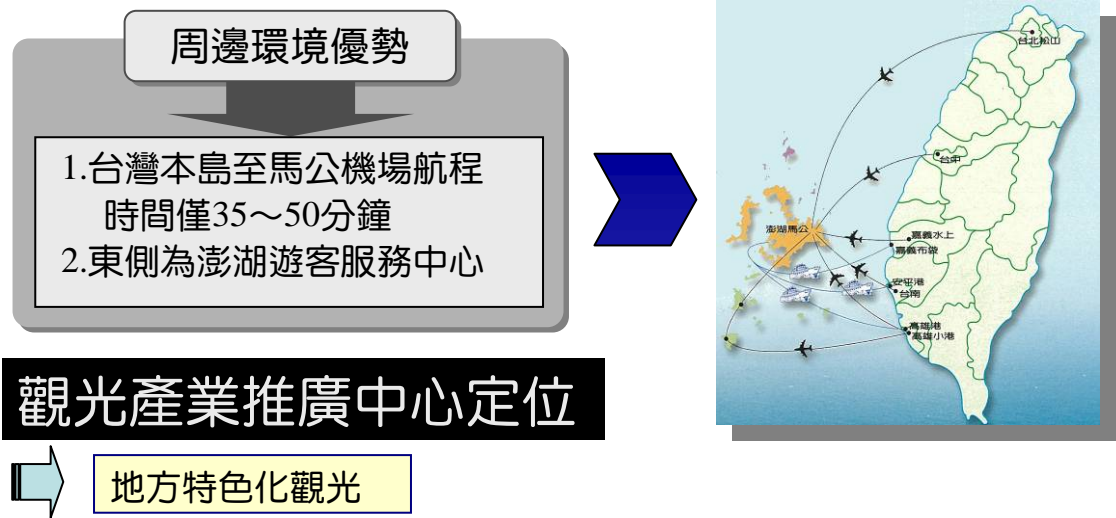 周邊環境優勢
1.台灣本島至馬公機場航程
時間僅35～50分鐘
2.東側為澎湖遊客服務中心
台北松山
台中
澎湖馬公
嘉義水上
嘉義布袋
安平港
台南
高雄港
高雄小港
觀光產業推廣中心定位
地方特色化觀光